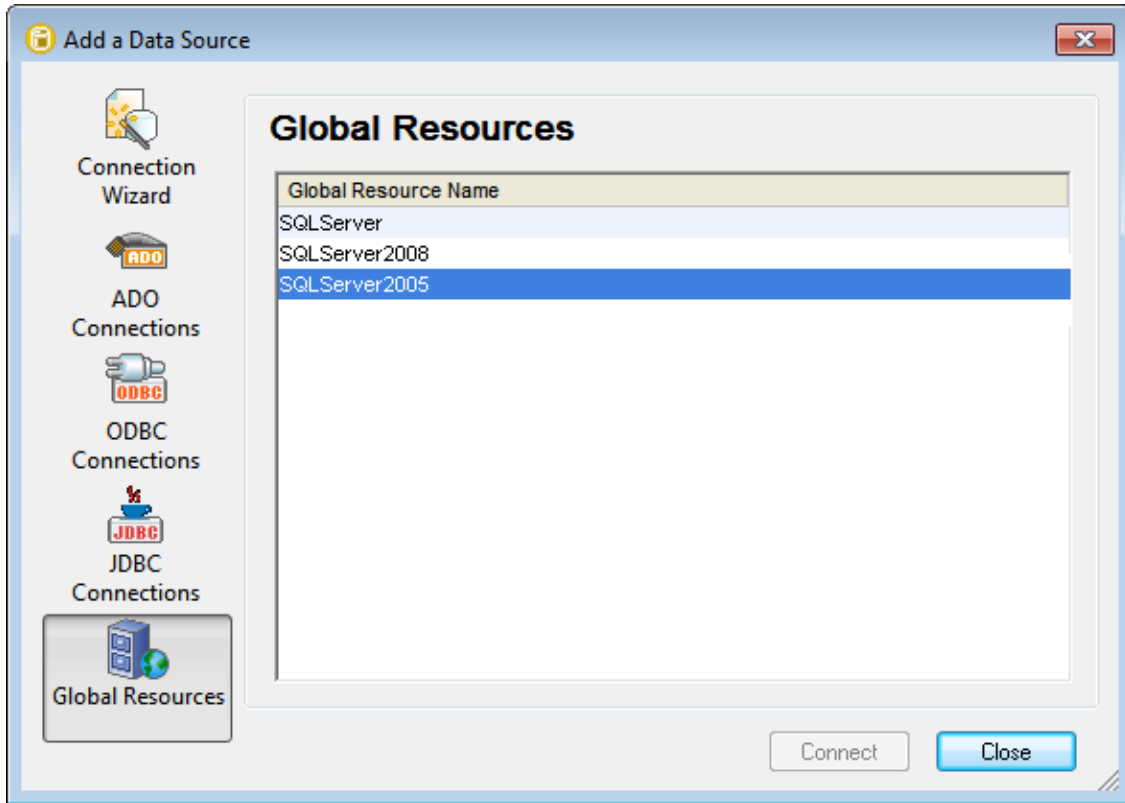 Add a Data Source
Connection
Wizard
ADO
ADO
Connections
ODBC
ODBC
Connections
JDBC
JDBC
Connections
Global Resources
Global Resources
Global Resource Name
SQLServer
SQLServer2008
SQLServer2005
Connect
Close